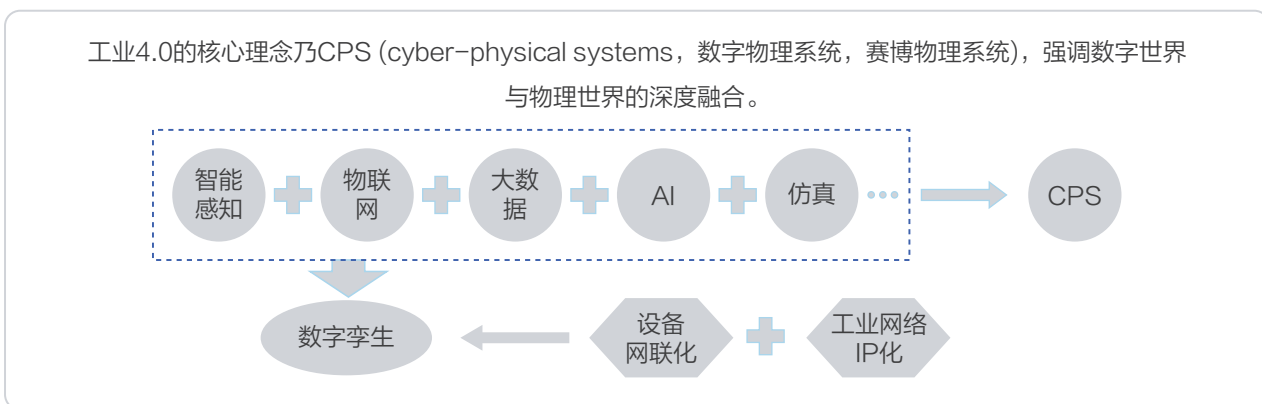 工业4.0的核心理念乃CPS (cyber-physical systems，数字物理系统，赛博物理系统)，强调数字世界
与物理世界的深度融合。
智能
感知
物联
网
大数
据
AI
仿真
CPS
数字孪生
设备
网联化
工业网络
IP化